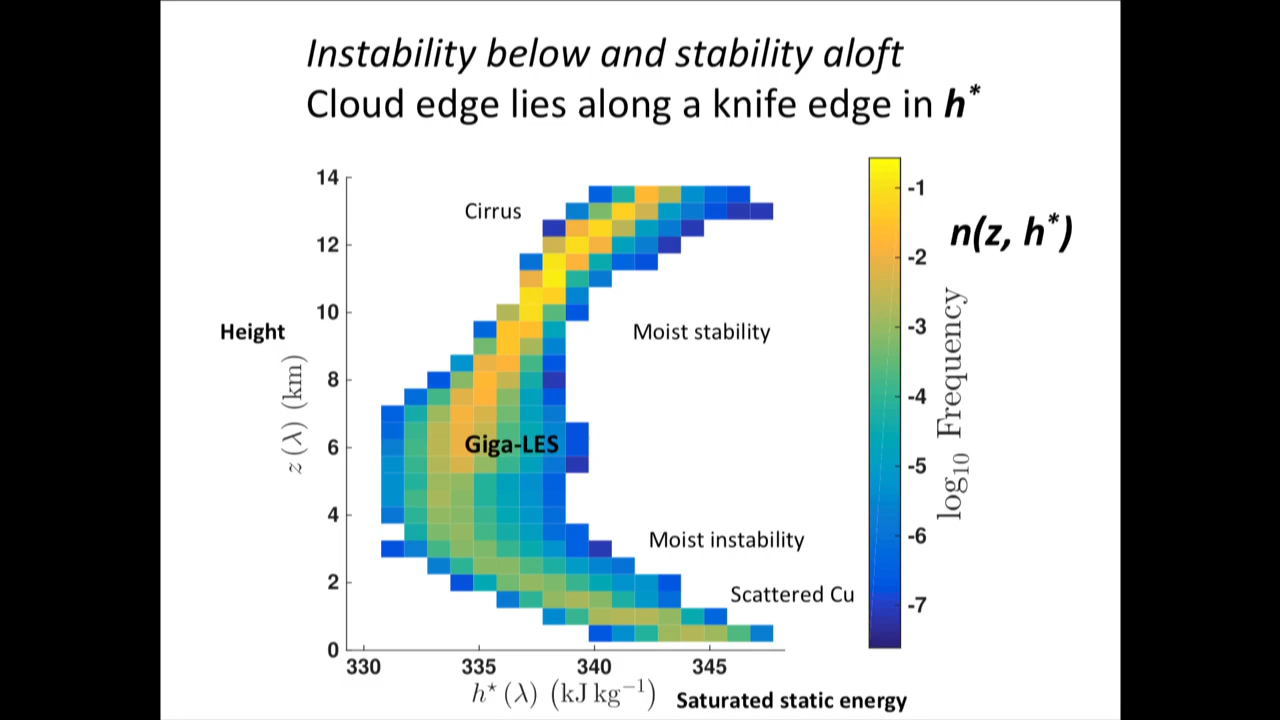 Instability below and stability aloft
Cloud edge lies along a knife edge in h*
14
12
10
8
6
4
2
0
Height
z (λ) (km)
Cirrus
Moist stability
Giga-LES
Moist instability
Scattered Cu
330
335
340
345
h⋆ (λ) (kJ kg⁻¹)
Saturated static energy
-1
-2
-3
-4
-5
-6
-7
log₁₀ Frequency
n(z, h*)